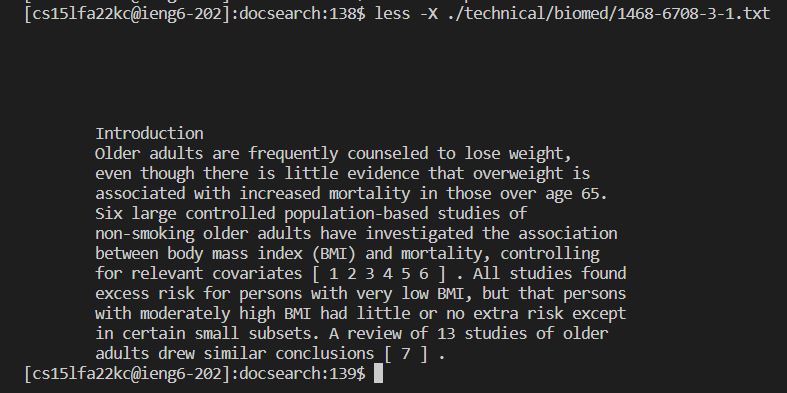 [cs15lfa22kc@ieng6-202]:docsearch:138$ less -X ./technical/biomed/1468-6708-3-1.txt
Introduction
Older adults are frequently counseled to lose weight,
even though there is little evidence that overweight is
associated with increased mortality in those over age 65.
Six large controlled population-based studies of
non-smoking older adults have investigated the association
between body mass index (BMI) and mortality, controlling
for relevant covariates [ 1 2 3 4 5 6 ] . All studies found
excess risk for persons with very low BMI, but that persons
with moderately high BMI had little or no extra risk except
in certain small subsets. A review of 13 studies of older
adults drew similar conclusions [ 7 ] .
[cs15lfa22kc@ieng6-202]:docsearch:139$